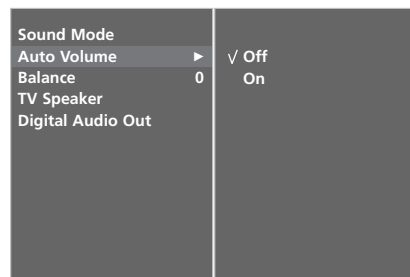 Sound Mode
Auto Volume ►
Balance 0
TV Speaker
Digital Audio Out
√ Off
On